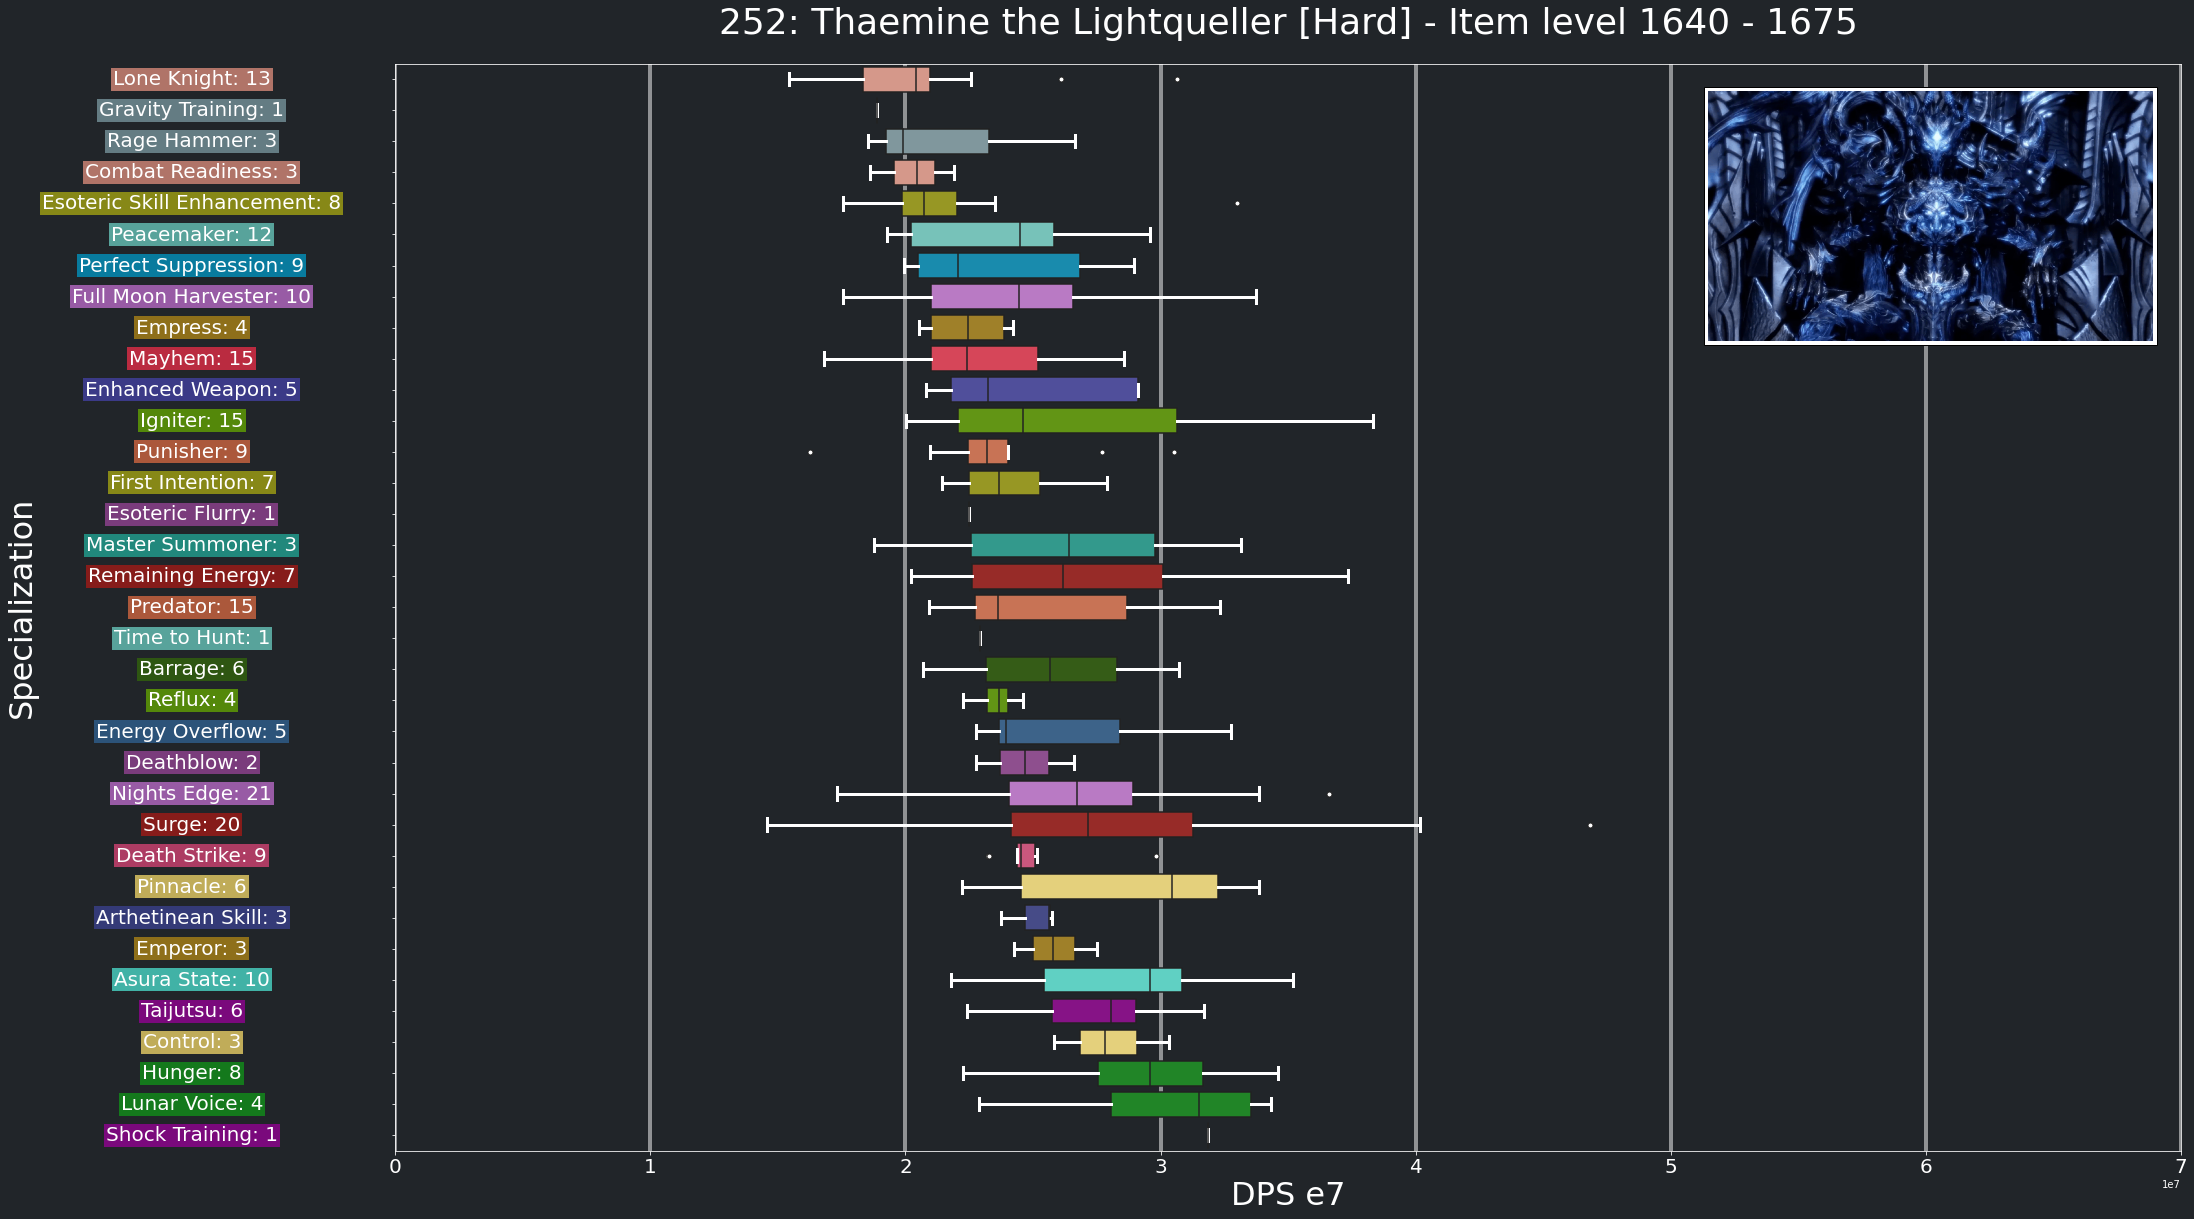 252: Thaemine the Lightqueller [Hard] - Item level 1640 - 1675
Lone Knight: 13
Gravity Training: 1
Rage Hammer: 3
Combat Readiness: 3
Esoteric Skill Enhancement: 8
Peacemaker: 12
Perfect Suppression: 9
Full Moon Harvester: 10
Empress: 4
Mayhem: 15
Enhanced Weapon: 5
Igniter: 15
Punisher: 9
First Intention: 7
Esoteric Flurry: 1
Master Summoner: 3
Remaining Energy: 7
Predator: 15
Time to Hunt: 1
Barrage: 6
Reflux: 4
Energy Overflow: 5
Deathblow: 2
Nights Edge: 21
Surge: 20
Death Strike: 9
Pinnacle: 6
Arthetinean Skill: 3
Emperor: 3
Asura State: 10
Taijutsu: 6
Control: 3
Hunger: 8
Lunar Voice: 4
Shock Training: 1
Specialization
0 1 2 3 4 5 6 7
1e7
DPS e7